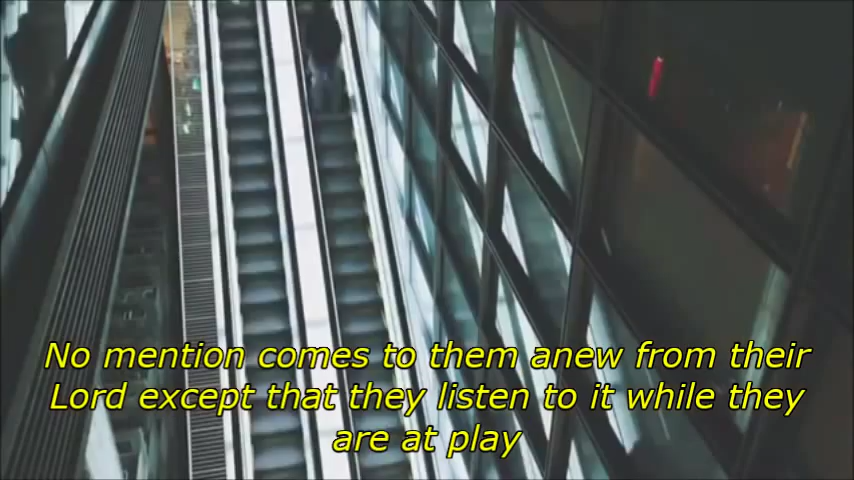 No mention comes to them anew from their
Lord except that they listen to it while they
are at play